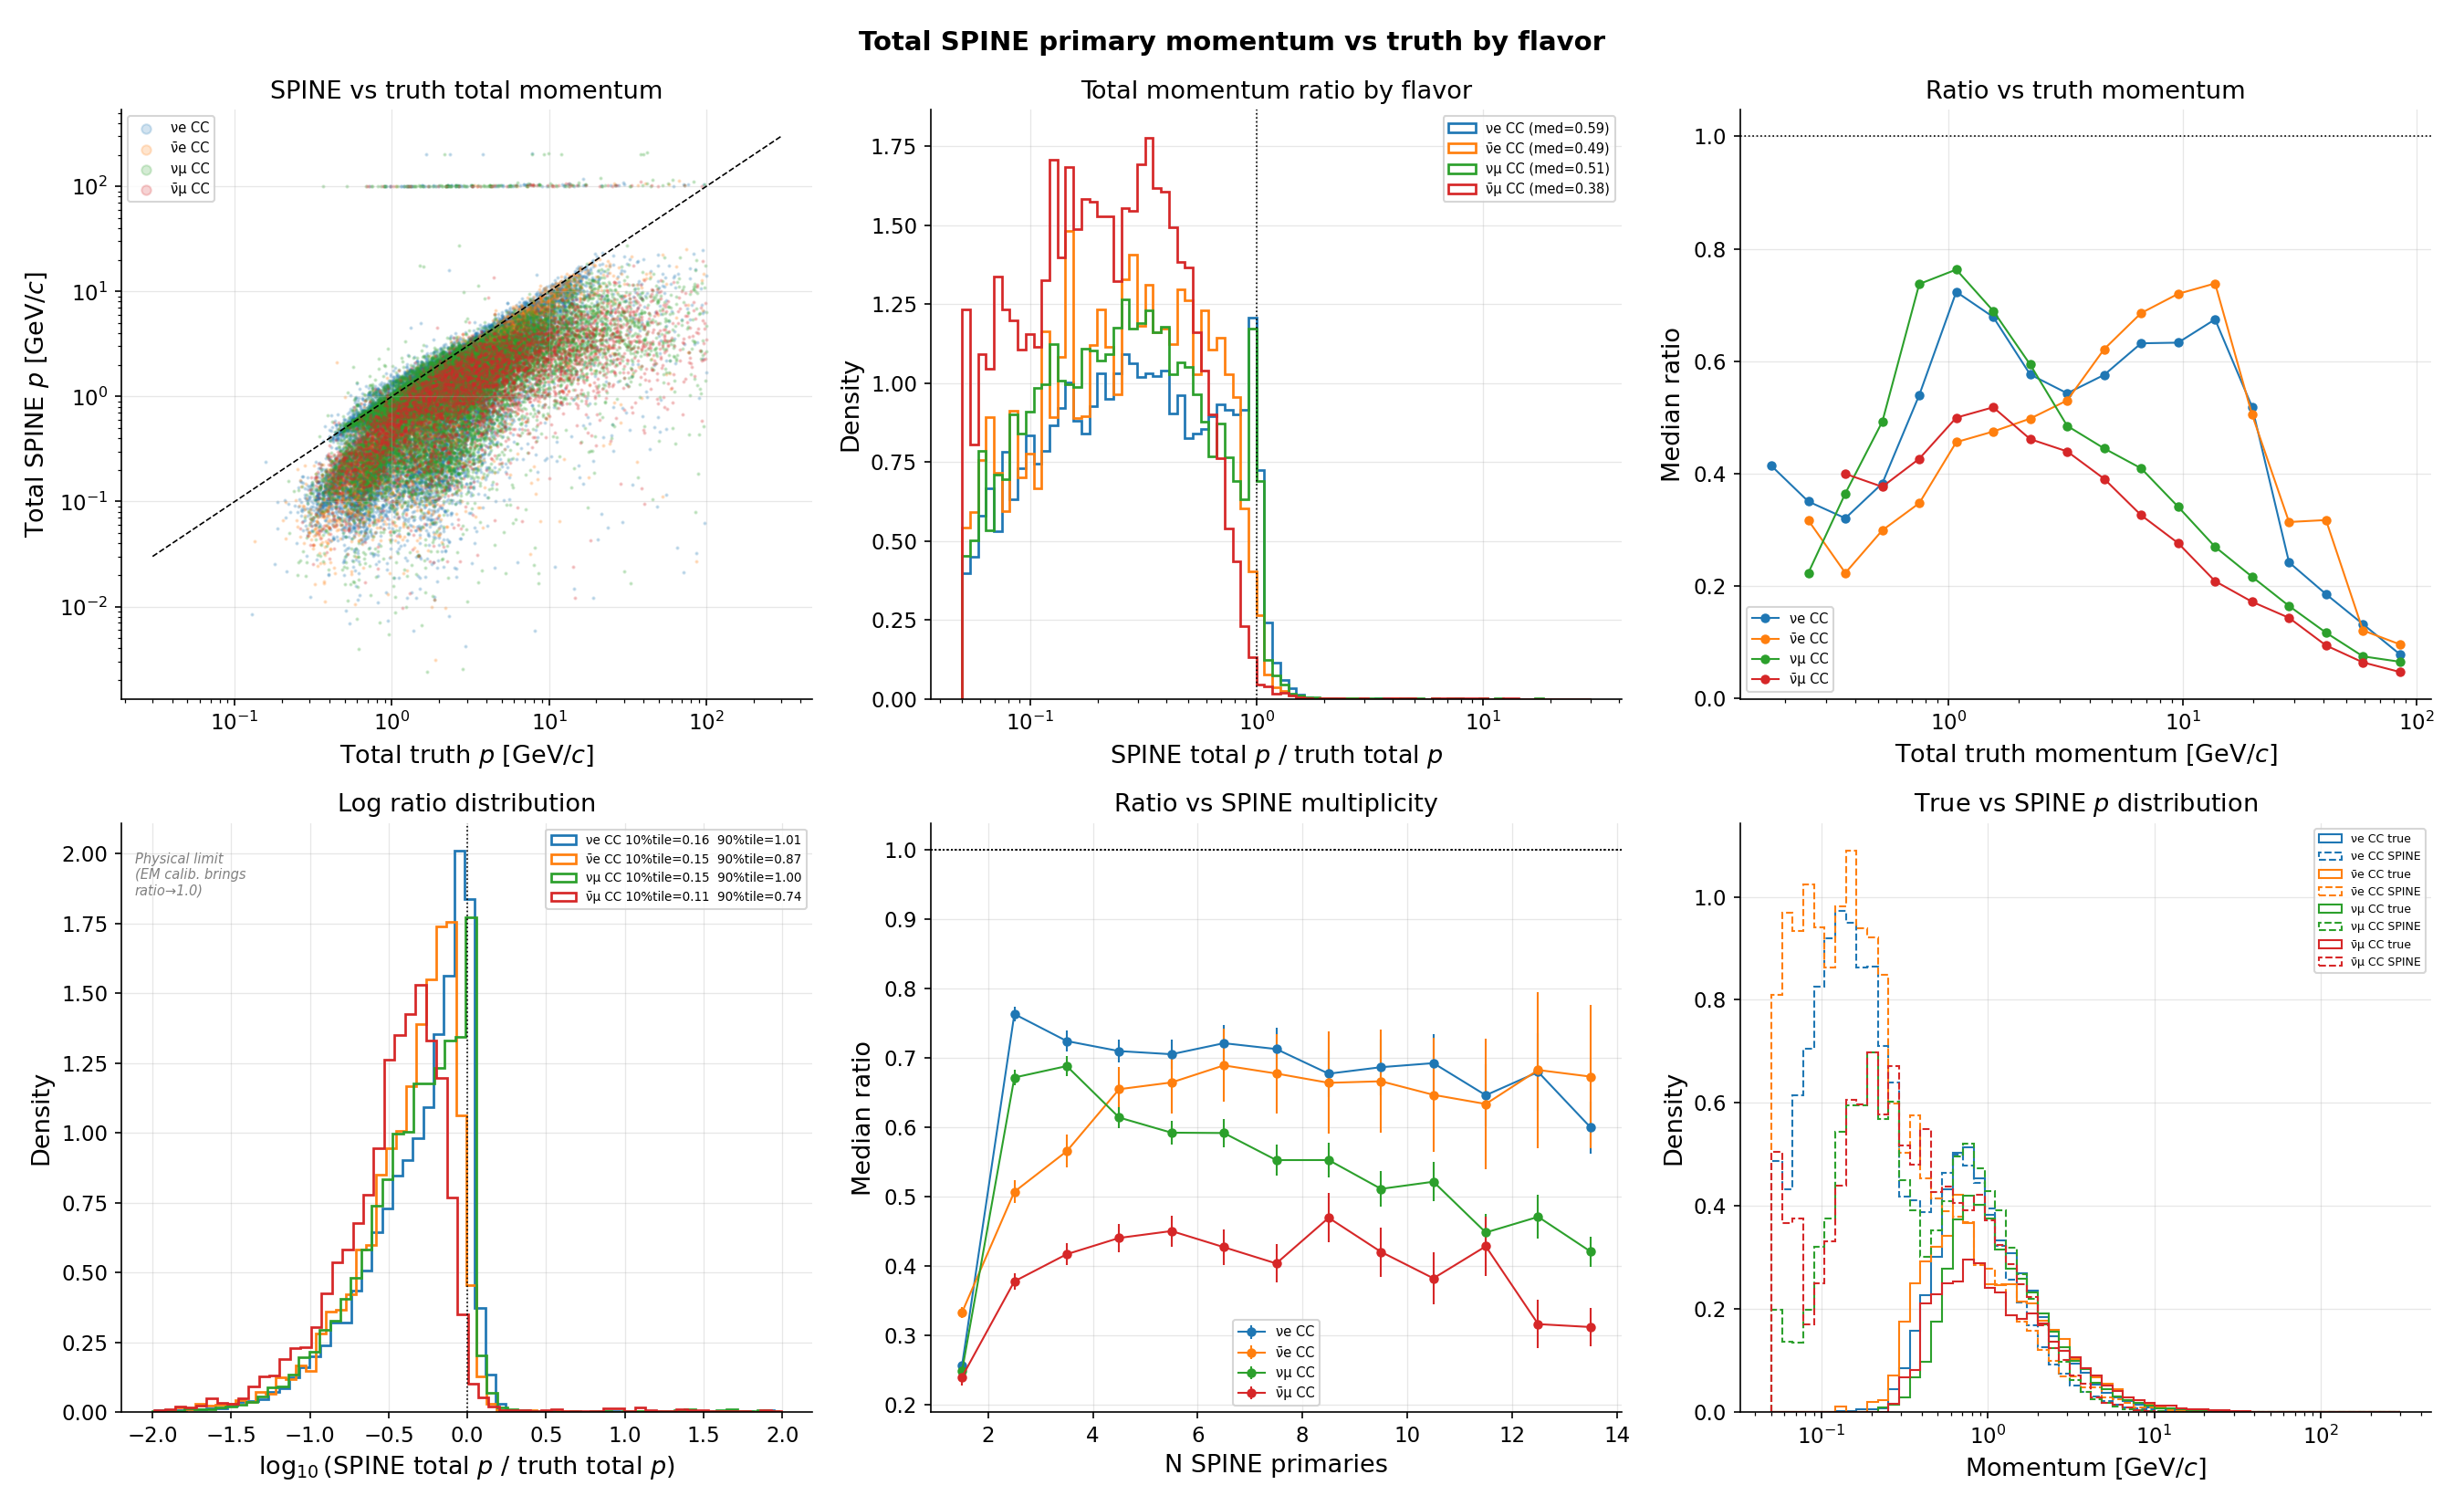 Total SPINE primary momentum vs truth by flavor
SPINE vs truth total momentum
Total SPINE p [GeV/c]
10²
10¹
10⁰
10⁻¹
10⁻²
νe CC
ν̄e CC
νμ CC
ν̄μ CC
10⁻¹ 10⁰ 10¹ 10²
Total truth p [GeV/c]
Total momentum ratio by flavor
Density
1.75
1.50
1.25
1.00
0.75
0.50
0.25
0.00
νe CC (med=0.59)
ν̄e CC (med=0.49)
νμ CC (med=0.51)
ν̄μ CC (med=0.38)
10⁻¹ 10⁰ 10¹
SPINE total p / truth total p
Ratio vs truth momentum
Median ratio
1.0
0.8
0.6
0.4
0.2
0.0
νe CC
ν̄e CC
νμ CC
ν̄μ CC
10⁰ 10¹ 10²
Total truth momentum [GeV/c]
Log ratio distribution
Density
2.00
1.75
1.50
1.25
1.00
0.75
0.50
0.25
0.00
Physical limit
(EM calib. brings
ratio→1.0)
νe CC 10%tile=0.16 90%tile=1.01
ν̄e CC 10%tile=0.15 90%tile=0.87
νμ CC 10%tile=0.15 90%tile=1.00
ν̄μ CC 10%tile=0.11 90%tile=0.74
−2.0 −1.5 −1.0 −0.5 0.0 0.5 1.0 1.5 2.0
log₁₀(SPINE total p / truth total p)
Ratio vs SPINE multiplicity
Median ratio
1.0
0.9
0.8
0.7
0.6
0.5
0.4
0.3
0.2
νe CC
ν̄e CC
νμ CC
ν̄μ CC
2 4 6 8 10 12 14
N SPINE primaries
True vs SPINE p distribution
Density
1.0
0.8
0.6
0.4
0.2
0.0
νe CC true
νe CC SPINE
ν̄e CC true
ν̄e CC SPINE
νμ CC true
νμ CC SPINE
ν̄μ CC true
ν̄μ CC SPINE
10⁻¹ 10⁰ 10¹ 10²
Momentum [GeV/c]